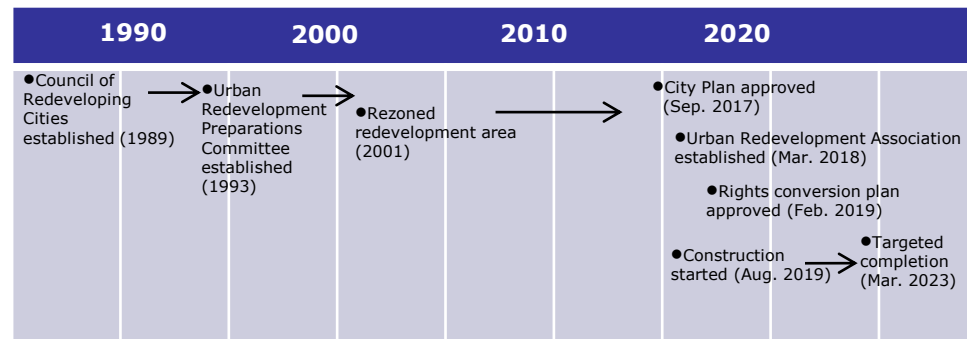 1990 2000 2010 2020
●Council of
Redeveloping
Cities
established (1989)
●Urban
Redevelopment
Preparations
Committee
established
(1993)
●Rezoned
redevelopment area
(2001)
●City Plan approved
(Sep. 2017)
●Urban Redevelopment Association
established (Mar. 2018)
●Rights conversion plan
approved (Feb. 2019)
●Construction
started (Aug. 2019)
●Targeted
completion
(Mar. 2023)